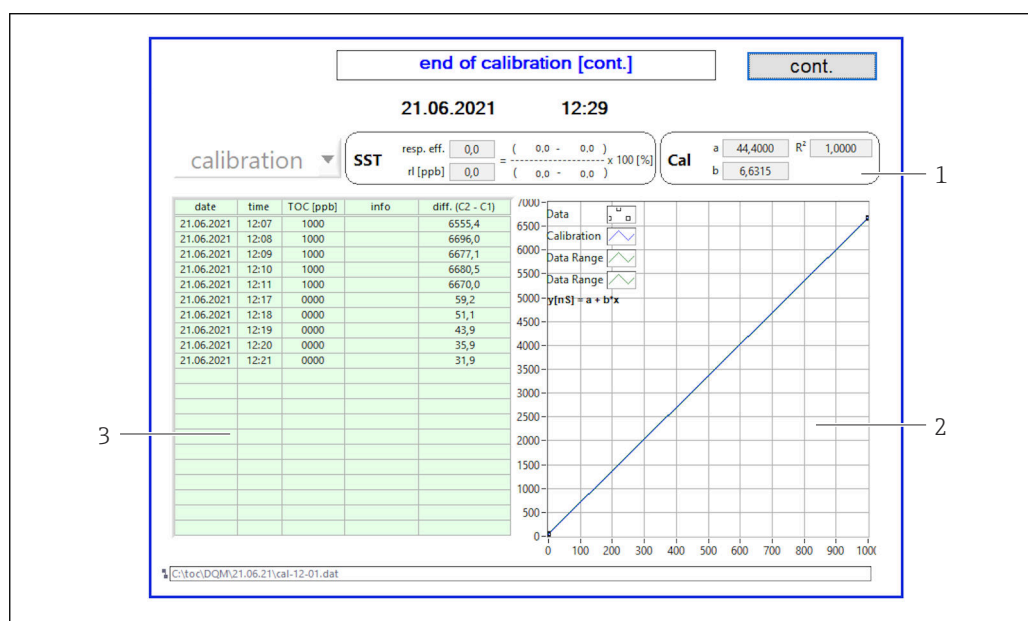 end of calibration [cont.]
cont.
21.06.2021 12:29
calibration
SST
resp. eff. 0,0 = ( 0,0 - 0,0 )
------------------ x 100 [%]
rl [ppb] 0,0 ( 0,0 - 0,0 )
Cal
a 44,4000 R² 1,0000
b 6,6315
1
date time TOC [ppb] info diff. (C2 - C1)
21.06.2021 12:07 1000 6555,4
21.06.2021 12:08 1000 6696,0
21.06.2021 12:09 1000 6677,1
21.06.2021 12:10 1000 6680,5
21.06.2021 12:11 1000 6670,0
21.06.2021 12:17 0000 59,2
21.06.2021 12:18 0000 51,1
21.06.2021 12:19 0000 43,9
21.06.2021 12:20 0000 35,9
21.06.2021 12:21 0000 31,9
3
7000
6500
6000
5500
5000
4500
4000
3500
3000
2500
2000
1500
1000
500
0
Data
Calibration
Data Range
Data Range
y[nS] = a + b*x
2
0 100 200 300 400 500 600 700 800 900 1000
C:\toc\DQM\21.06.21\cal-12-01.dat